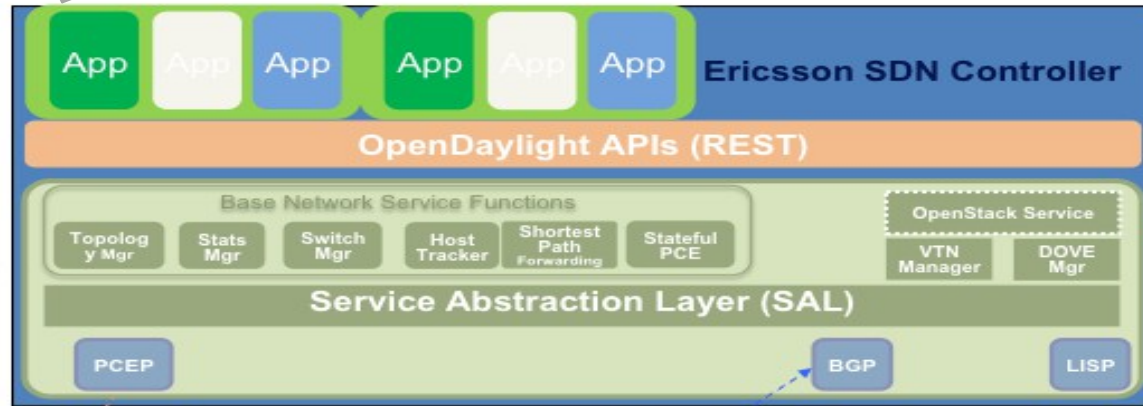 App App App App App App Ericsson SDN Controller
OpenDaylight APIs (REST)
Base Network Service Functions
OpenStack Service
Topolog
y Mgr
Stats
Mgr
Switch
Mgr
Host
Tracker
Shortest
Path
Forwarding
Stateful
PCE
VTN
Manager
DOVE
Mgr
Service Abstraction Layer (SAL)
PCEP BGP LISP